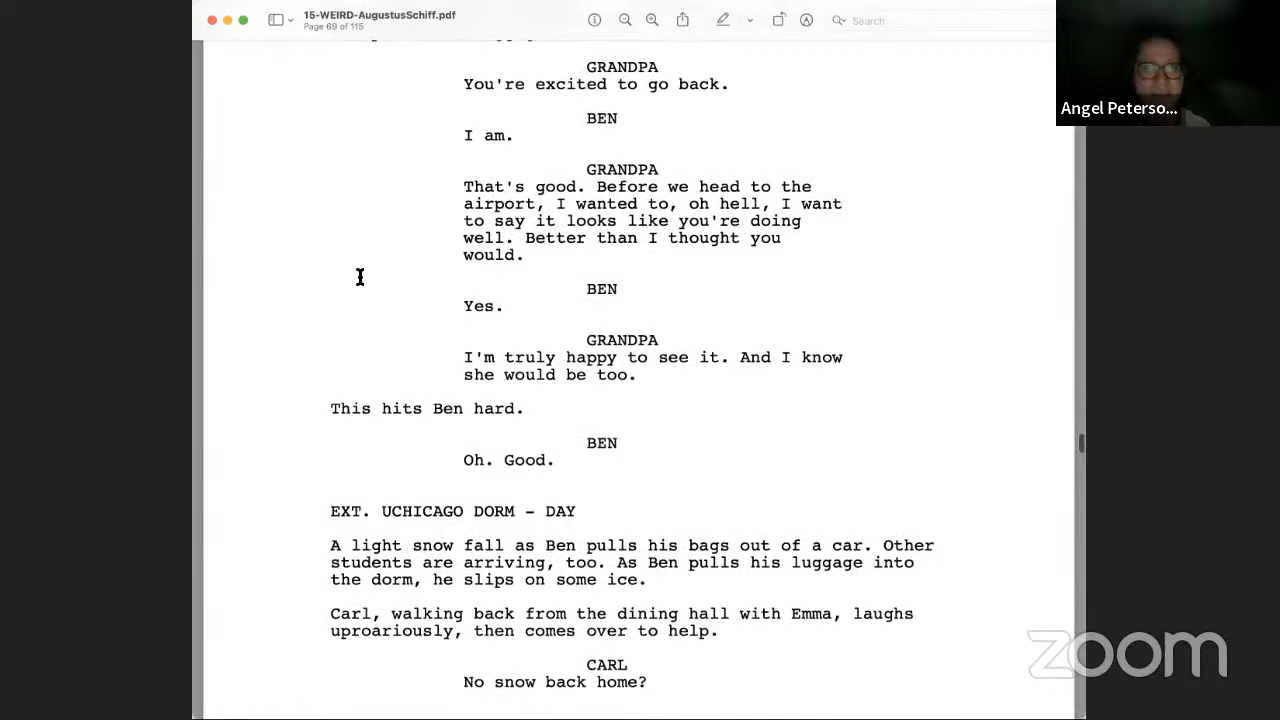 15-WEIRD-AugustusSchiff.pdf
Page 69 of 115
Search
Angel Peterso...
GRANDPA
You're excited to go back.
BEN
I am.
GRANDPA
That's good. Before we head to the
airport, I wanted to, oh hell, I want
to say it looks like you're doing
well. Better than I thought you
would.
BEN
Yes.
GRANDPA
I'm truly happy to see it. And I know
she would be too.
This hits Ben hard.
BEN
Oh. Good.
EXT. UCHICAGO DORM - DAY
A light snow fall as Ben pulls his bags out of a car. Other
students are arriving, too. As Ben pulls his luggage into
the dorm, he slips on some ice.
Carl, walking back from the dining hall with Emma, laughs
uproariously, then comes over to help.
CARL
No snow back home?
zoom